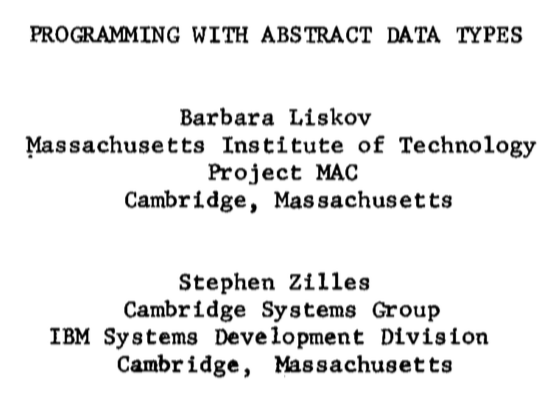 PROGRAMMING WITH ABSTRACT DATA TYPES
Barbara Liskov
Massachusetts Institute of Technology
Project MAC
Cambridge, Massachusetts
Stephen Zilles
Cambridge Systems Group
IBM Systems Development Division
Cambridge, Massachusetts